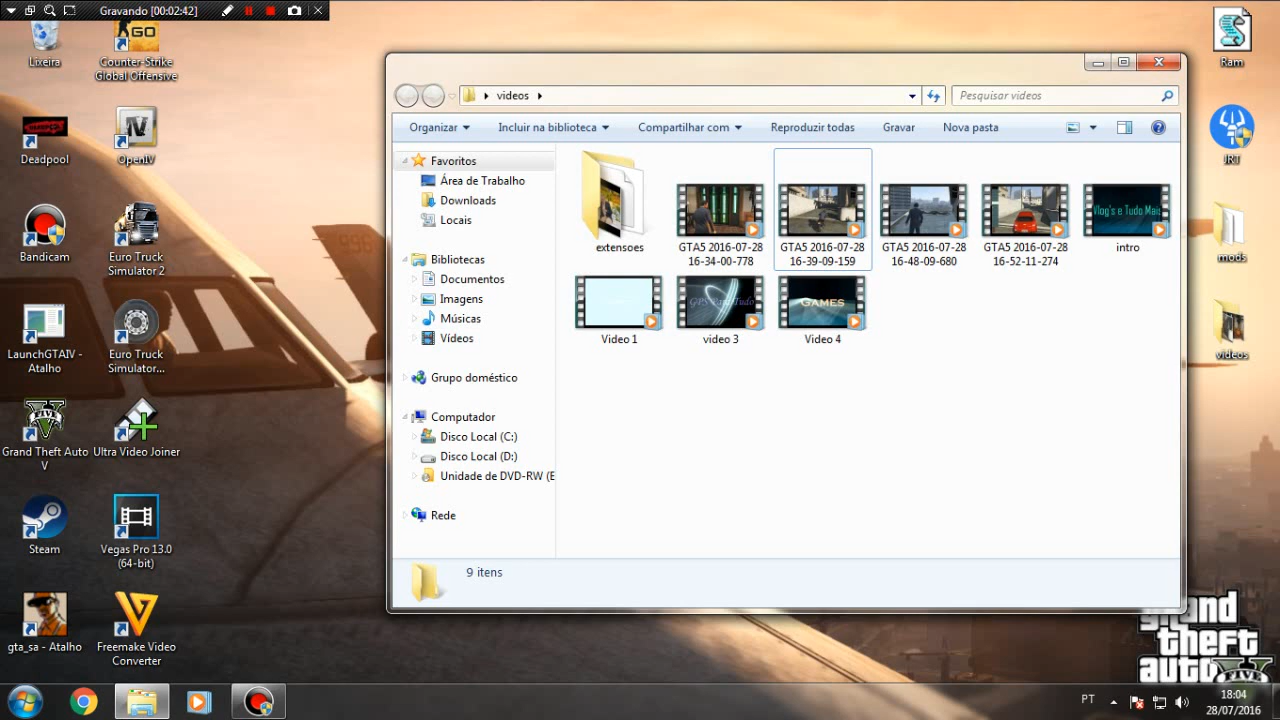 Gravando [00:02:42]
Lixeira
Counter-Strike
Global Offensive
Deadpool
OpenIV
Bandicam
Euro Truck
Simulator 2
LaunchGTAIV -
Atalho
Euro Truck
Simulator...
Grand Theft Auto
V
Ultra Video Joiner
Steam
Vegas Pro 13.0
(64-bit)
gta_sa - Atalho
Freemake Video
Converter
videos
Pesquisar videos
Organizar
Incluir na biblioteca
Compartilhar com
Reproduzir todas
Gravar
Nova pasta
Favoritos
Área de Trabalho
Downloads
Locais
Bibliotecas
Documentos
Imagens
Músicas
Vídeos
Grupo doméstico
Computador
Disco Local (C:)
Disco Local (D:)
Unidade de DVD-RW (E
Rede
extensoes
GTA5 2016-07-28
16-34-00-778
GTA5 2016-07-28
16-39-09-159
GTA5 2016-07-28
16-48-09-680
GTA5 2016-07-28
16-52-11-274
Vlog's e Tudo Mais
intro
Video 1
video 3
GAMES
Video 4
9 itens
Ram
JRT
mods
videos
grand
theft
auto
FIVE
PT
18:04
28/07/2016